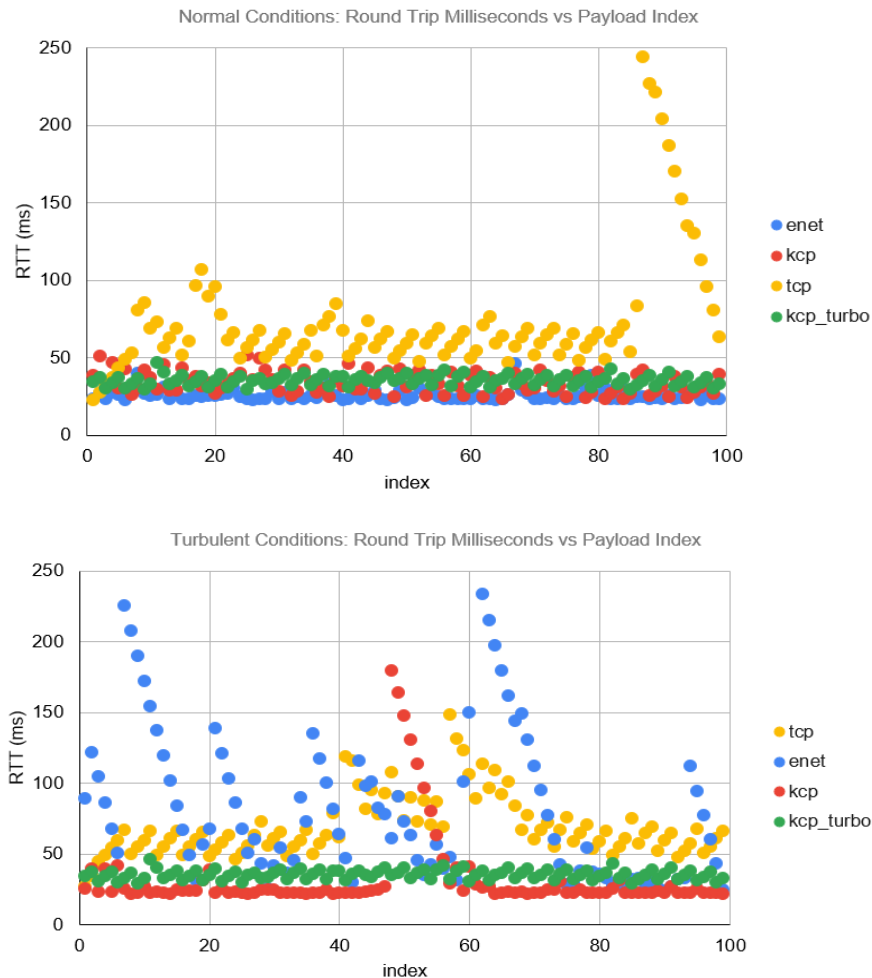 Normal Conditions: Round Trip Milliseconds vs Payload Index
250
200
150
100
50
0
RTT (ms)
0 20 40 60 80 100
index
enet
kcp
tcp
kcp_turbo
Turbulent Conditions: Round Trip Milliseconds vs Payload Index
250
200
150
100
50
0
RTT (ms)
0 20 40 60 80 100
index
tcp
enet
kcp
kcp_turbo